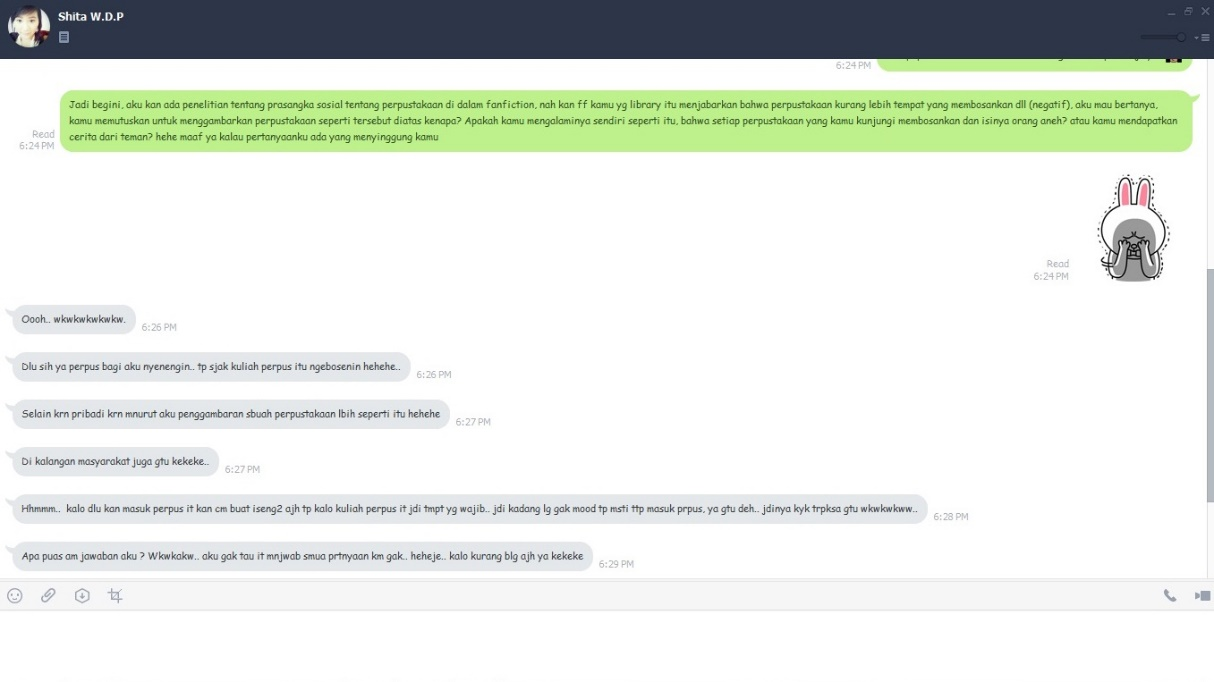 Shita W.D.P
6:24 PM
Jadi begini, aku kan ada penelitian tentang prasangka sosial tentang perpustakaan di dalam fanfiction, nah kan ff kamu yg library itu menjabarkan bahwa perpustakaan kurang lebih tempat yang membosankan dll (negatif), aku mau bertanya,
kamu memutuskan untuk menggambarkan perpustakaan seperti tersebut diatas kenapa? Apakah kamu mengalaminya sendiri seperti itu, bahwa setiap perpustakaan yang kamu kunjungi membosankan dan isinya orang aneh? atau kamu mendapatkan
cerita dari teman? hehe maaf ya kalau pertanyaanku ada yang menyinggung kamu
Read
6:24 PM
Read
6:24 PM
Oooh.. wkwkwkwkwkw.
6:26 PM
Dlu sih ya perpus bagi aku nyenengin.. tp sjak kuliah perpus itu ngebosenin hehehe..
6:26 PM
Selain krn pribadi krn mnurut aku penggambaran sbuah perpustakaan lbih seperti itu hehehe
6:27 PM
Di kalangan masyarakat juga gtu kekeke..
6:27 PM
Hhmmm.. kalo dlu kan masuk perpus it kan cm buat iseng2 ajh tp kalo kuliah perpus it jdi tmpt yg wajib.. jdi kadang lg gak mood tp msti ttp masuk prpus, ya gtu deh.. jdinya kyk trpksa gtu wkwkwkww..
6:28 PM
Apa puas am jawaban aku ? Wkwkakw.. aku gak tau it mnjwab smua prtnyaan km gak.. heheje.. kalo kurang blg ajh ya kekeke
6:29 PM